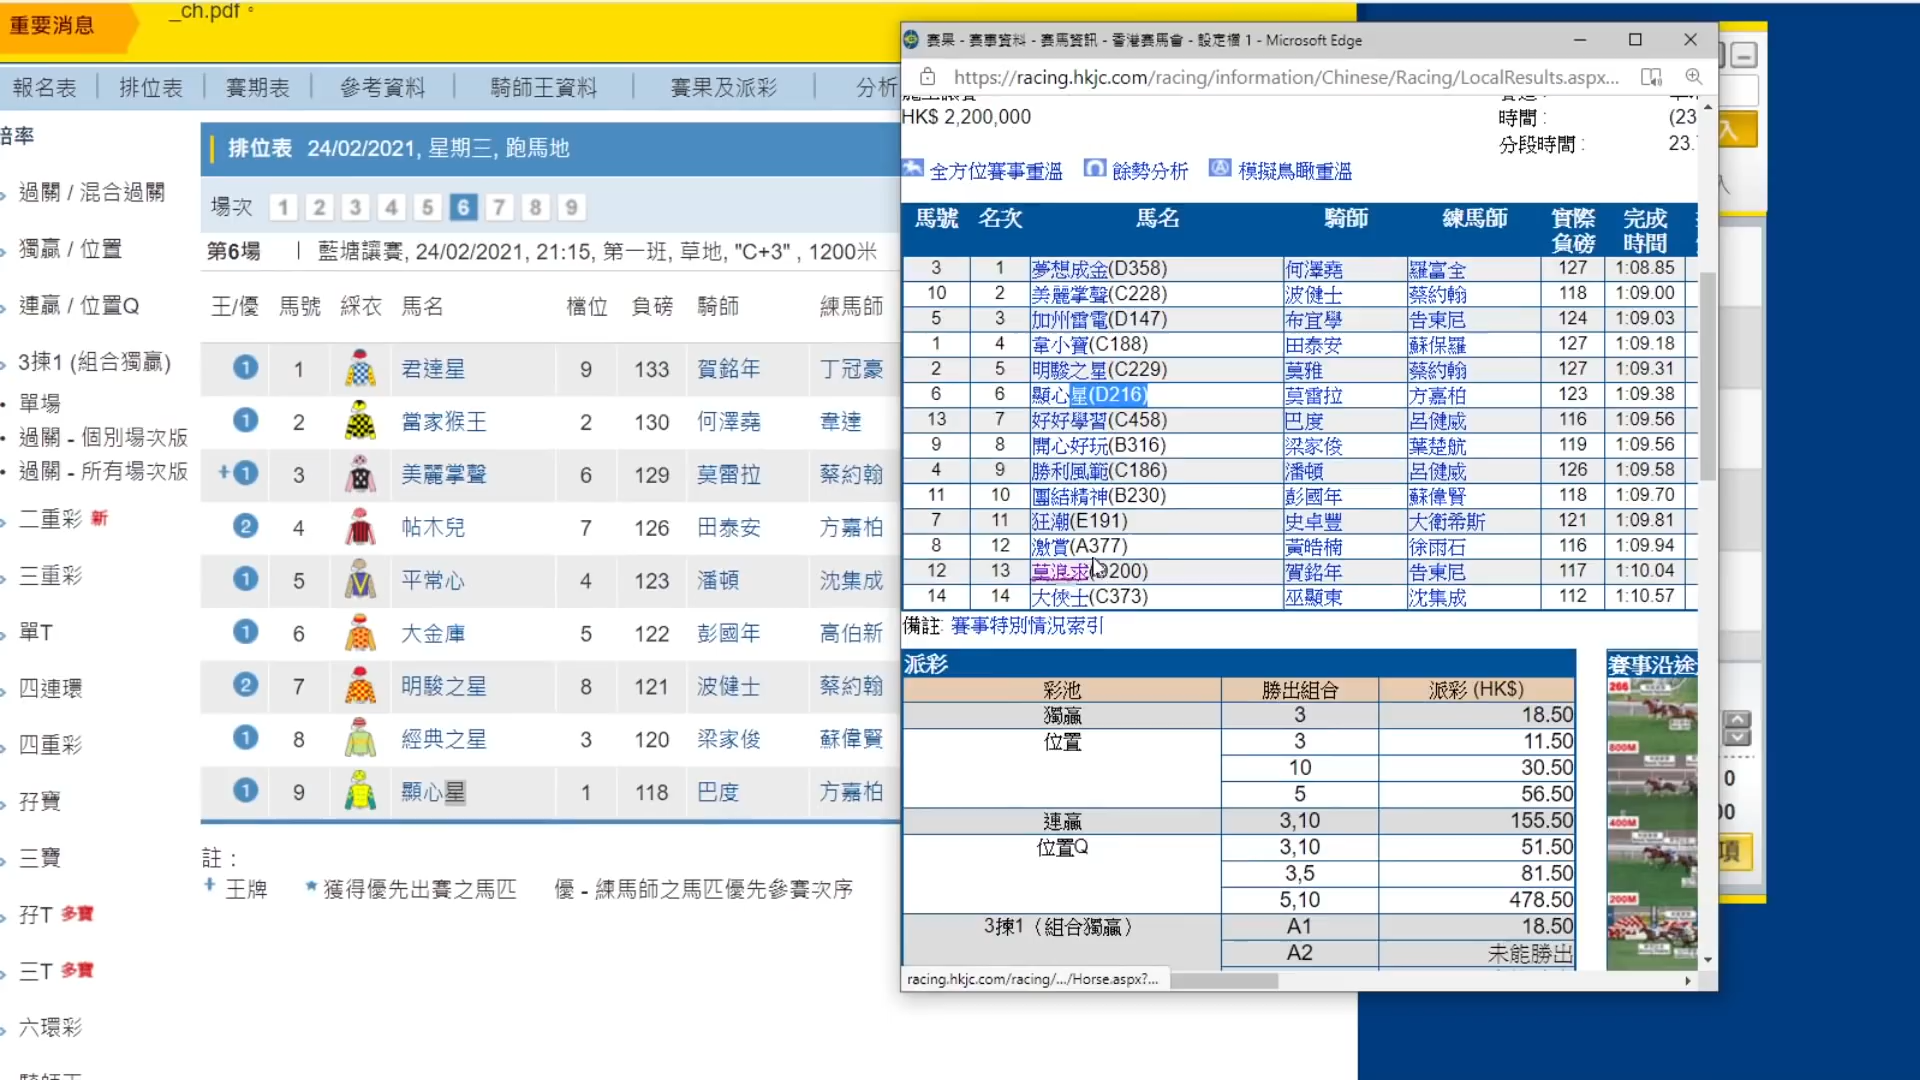 重要消息
_ch.pdf。
報名表 排位表 賽期表 參考資料 騎師王資料 賽果及派彩 分析
賠率
過關 / 混合過關
獨贏 / 位置
連贏 / 位置Q
3揀1 (組合獨贏)
單場
過關 - 個別場次版
過關 - 所有場次版
二重彩 新
三重彩
單T
四連環
四重彩
孖寶
三寶
孖T 多寶
三T 多寶
六環彩
排位表 24/02/2021, 星期三, 跑馬地
場次 1 2 3 4 5 6 7 8 9
第6場 | 藍塘讓賽, 24/02/2021, 21:15, 第一班, 草地, "C+3" , 1200米
王/優 馬號 綵衣 馬名 檔位 負磅 騎師 練馬師
1 1 君達星 9 133 賀銘年 丁冠豪
1 2 當家猴王 2 130 何澤堯 韋達
+1 3 美麗掌聲 6 129 莫雷拉 蔡約翰
2 4 帖木兒 7 126 田泰安 方嘉柏
1 5 平常心 4 123 潘頓 沈集成
1 6 大金庫 5 122 彭國年 高伯新
2 7 明駿之星 8 121 波健士 蔡約翰
1 8 經典之星 3 120 梁家俊 蘇偉賢
1 9 顯心星 1 118 巴度 方嘉柏
註 :
+ 王牌 ★ 獲得優先出賽之馬匹 優 - 練馬師之馬匹優先參賽次序
賽果 - 賽事資料 - 賽馬資訊 - 香港賽馬會 - 設定檔 1 - Microsoft Edge
https://racing.hkjc.com/racing/information/Chinese/Racing/LocalResults.aspx...
HK$ 2,200,000
時間 : (23
分段時間 : 23.
全方位賽事重溫 餘勢分析 模擬鳥瞰重溫
馬號 名次 馬名 騎師 練馬師 實際負磅 完成時間
3 1 夢想成金(D358) 何澤堯 羅富全 127 1:08.85
10 2 美麗掌聲(C228) 波健士 蔡約翰 118 1:09.00
5 3 加州雷電(D147) 布宜學 告東尼 124 1:09.03
1 4 韋小寶(C188) 田泰安 蘇保羅 127 1:09.18
2 5 明駿之星(C229) 莫雅 蔡約翰 127 1:09.31
6 6 顯心星(D216) 莫雷拉 方嘉柏 123 1:09.38
13 7 好好學習(C458) 巴度 呂健威 116 1:09.56
9 8 開心好玩(B316) 梁家俊 葉楚航 119 1:09.56
4 9 勝利風範(C186) 潘頓 呂健威 126 1:09.58
11 10 團結精神(B230) 彭國年 蘇偉賢 118 1:09.70
7 11 狂潮(E191) 史卓豐 大衛希斯 121 1:09.81
8 12 激賞(A377) 黃皓楠 徐雨石 116 1:09.94
12 13 莫浪求 200) 賀銘年 告東尼 117 1:10.04
14 14 大俠士(C373) 巫顯東 沈集成 112 1:10.57
備註: 賽事特別情況索引
派彩
彩池 勝出組合 派彩 (HK$)
獨贏 3 18.50
位置 3 11.50
10 30.50
5 56.50
連贏 3,10 155.50
位置Q 3,10 51.50
3,5 81.50
5,10 478.50
3揀1（組合獨贏） A1 18.50
A2 未能勝出
賽事沿途
266
800M
400M
200M
racing.hkjc.com/racing/.../Horse.aspx?...
入
0
00
項